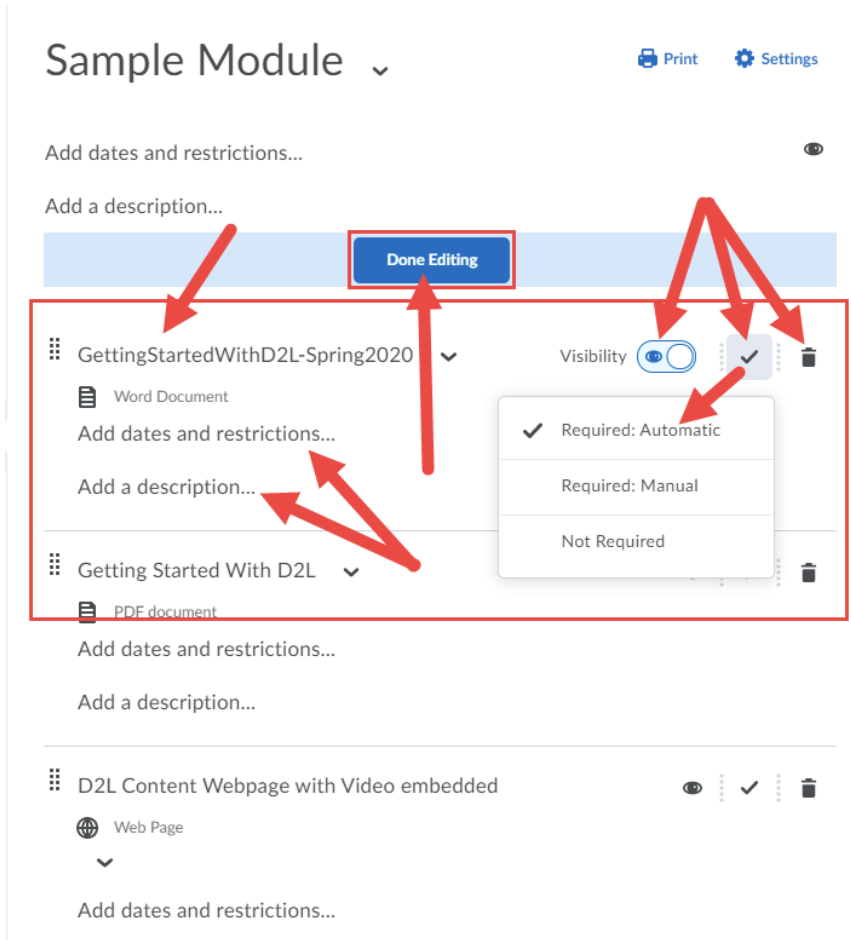 Sample Module
Print
Settings
Add dates and restrictions...
Add a description...
Done Editing
GettingStartedWithD2L-Spring2020
Visibility
Word Document
Required: Automatic
Add dates and restrictions...
Required: Manual
Add a description...
Not Required
Getting Started With D2L
PDF document
Add dates and restrictions...
Add a description...
D2L Content Webpage with Video embedded
Web Page
Add dates and restrictions...